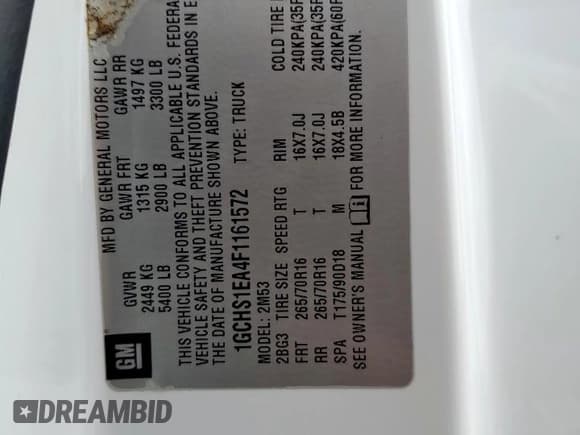 MFD BY GENERAL MOTORS LLC
GVWR GAWR FRT GAWR RR
2449 KG 1315 KG 1497 KG
5400 LB 2900 LB 3300 LB
THIS VEHICLE CONFORMS TO ALL APPLICABLE U.S. FEDERAL
VEHICLE SAFETY AND THEFT PREVENTION STANDARDS IN E
THE DATE OF MANUFACTURE SHOWN ABOVE.
1GCHS1EA4F1161572 TYPE: TRUCK
MODEL: 2M53
2BG3 TIRE SIZE SPEED RTG RIM COLD TIRE
FRT 265/70R16 T 16X7.0J 240KPA(35P
RR 265/70R16 T 16X7.0J 240KPA(35P
SPA T175/90D18 M 18X4.5B 420KPA(60P
SEE OWNER'S MANUAL FOR MORE INFORMATION.
GM
DREAMBID